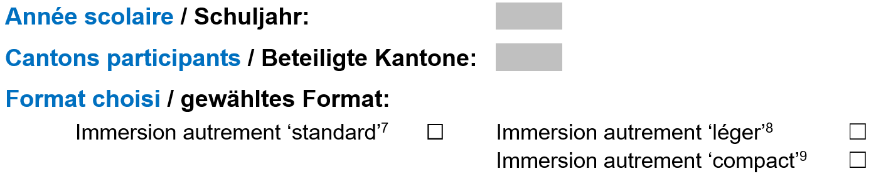 Année scolaire / Schuljahr:
Cantons participants / Beteiligte Kantone:
Format choisi / gewähltes Format:
Immersion autrement ‘standard’⁷ ☐ Immersion autrement ‘léger’⁸ ☐
Immersion autrement ‘compact’⁹ ☐